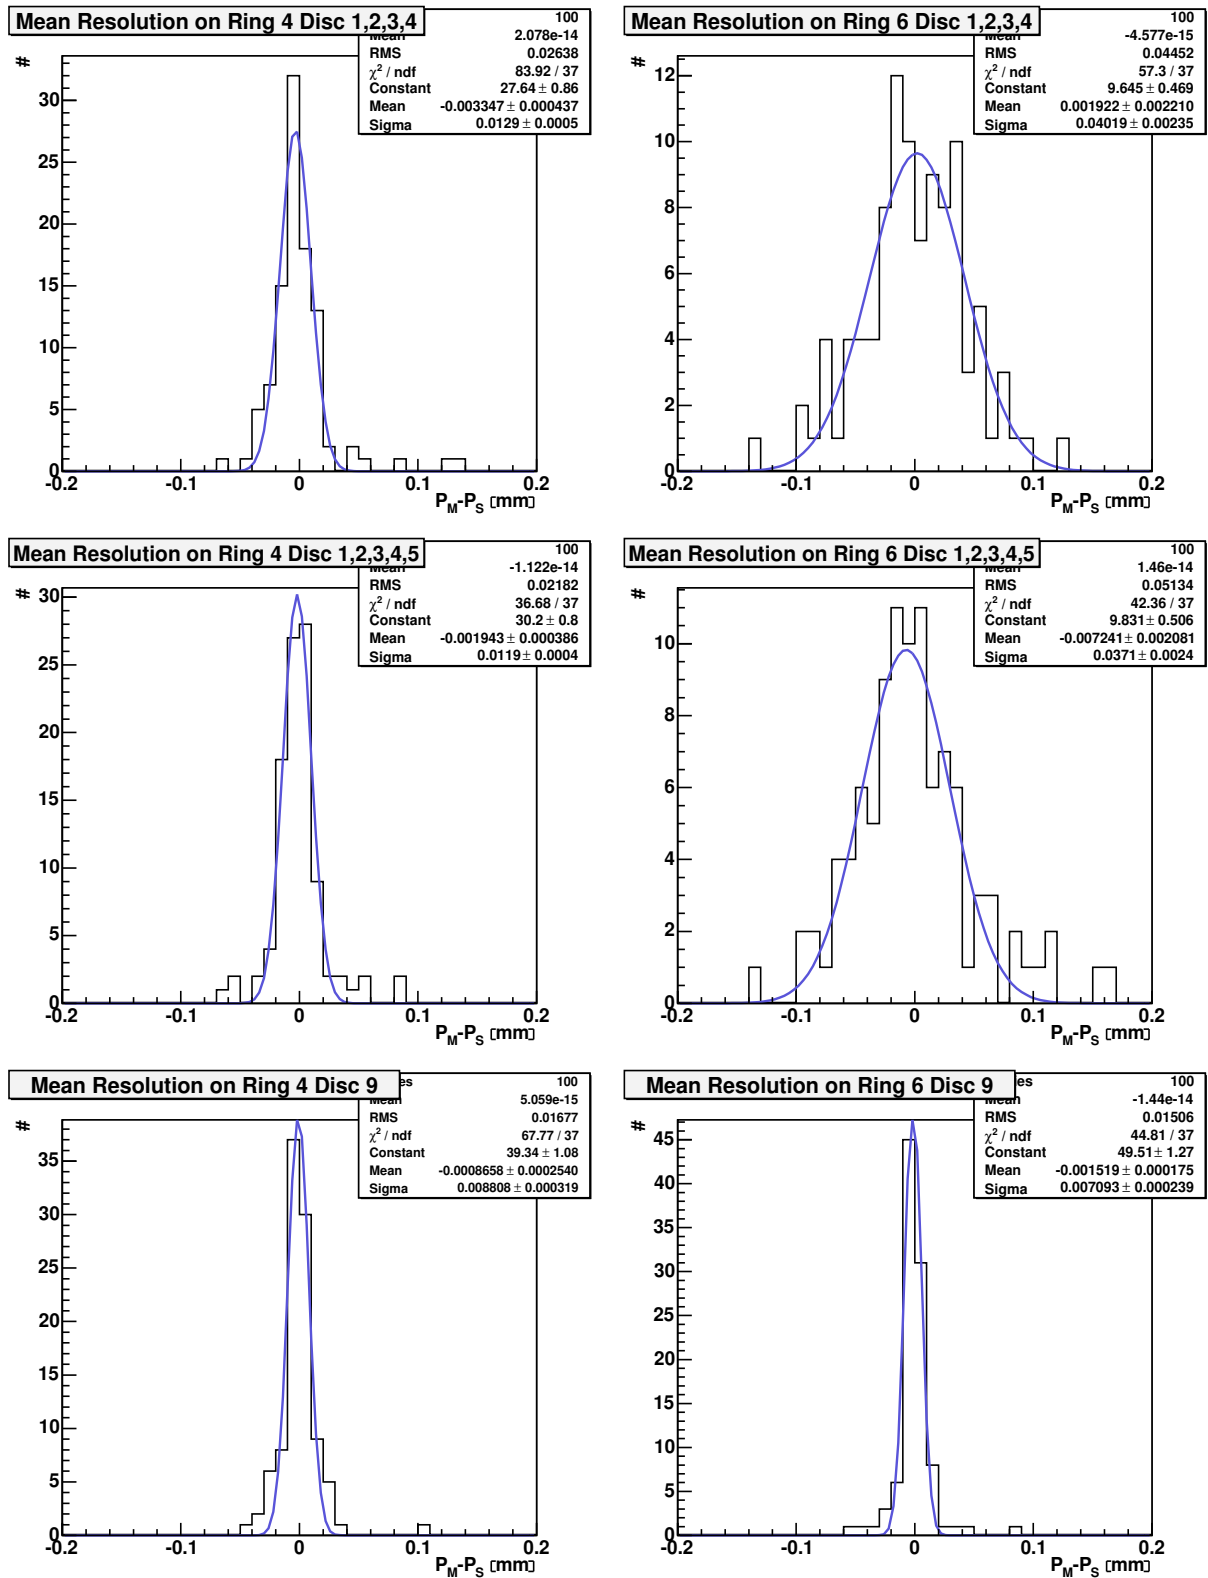 Mean Resolution on Ring 4 Disc 1,2,3,4
100
Mean 2.078e-14
RMS 0.02638
χ² / ndf 83.92 / 37
Constant 27.64 ± 0.86
Mean -0.003347 ± 0.000437
Sigma 0.0129 ± 0.0005
#
30
25
20
15
10
5
0
-0.2 -0.1 0 0.1 0.2
P_M-P_S [mm]
Mean Resolution on Ring 6 Disc 1,2,3,4
100
Mean -4.577e-15
RMS 0.04452
χ² / ndf 57.3 / 37
Constant 9.645 ± 0.469
Mean 0.001922 ± 0.002210
Sigma 0.04019 ± 0.00235
#
12
10
8
6
4
2
0
-0.2 -0.1 0 0.1 0.2
P_M-P_S [mm]
Mean Resolution on Ring 4 Disc 1,2,3,4,5
100
Mean -1.122e-14
RMS 0.02182
χ² / ndf 36.68 / 37
Constant 30.2 ± 0.8
Mean -0.001943 ± 0.000386
Sigma 0.0119 ± 0.0004
#
30
25
20
15
10
5
0
-0.2 -0.1 0 0.1 0.2
P_M-P_S [mm]
Mean Resolution on Ring 6 Disc 1,2,3,4,5
100
Mean 1.46e-14
RMS 0.05134
χ² / ndf 42.36 / 37
Constant 9.831 ± 0.506
Mean -0.007241 ± 0.002081
Sigma 0.0371 ± 0.0024
#
10
8
6
4
2
0
-0.2 -0.1 0 0.1 0.2
P_M-P_S [mm]
Mean Resolution on Ring 4 Disc 9
es 100
Mean 5.059e-15
RMS 0.01677
χ² / ndf 67.77 / 37
Constant 39.34 ± 1.08
Mean -0.0008658 ± 0.0002540
Sigma 0.008808 ± 0.000319
#
35
30
25
20
15
10
5
0
-0.2 -0.1 0 0.1 0.2
P_M-P_S [mm]
Mean Resolution on Ring 6 Disc 9
es 100
Mean -1.44e-14
RMS 0.01506
χ² / ndf 44.81 / 37
Constant 49.51 ± 1.27
Mean -0.001519 ± 0.000175
Sigma 0.007093 ± 0.000239
#
45
40
35
30
25
20
15
10
5
0
-0.2 -0.1 0 0.1 0.2
P_M-P_S [mm]